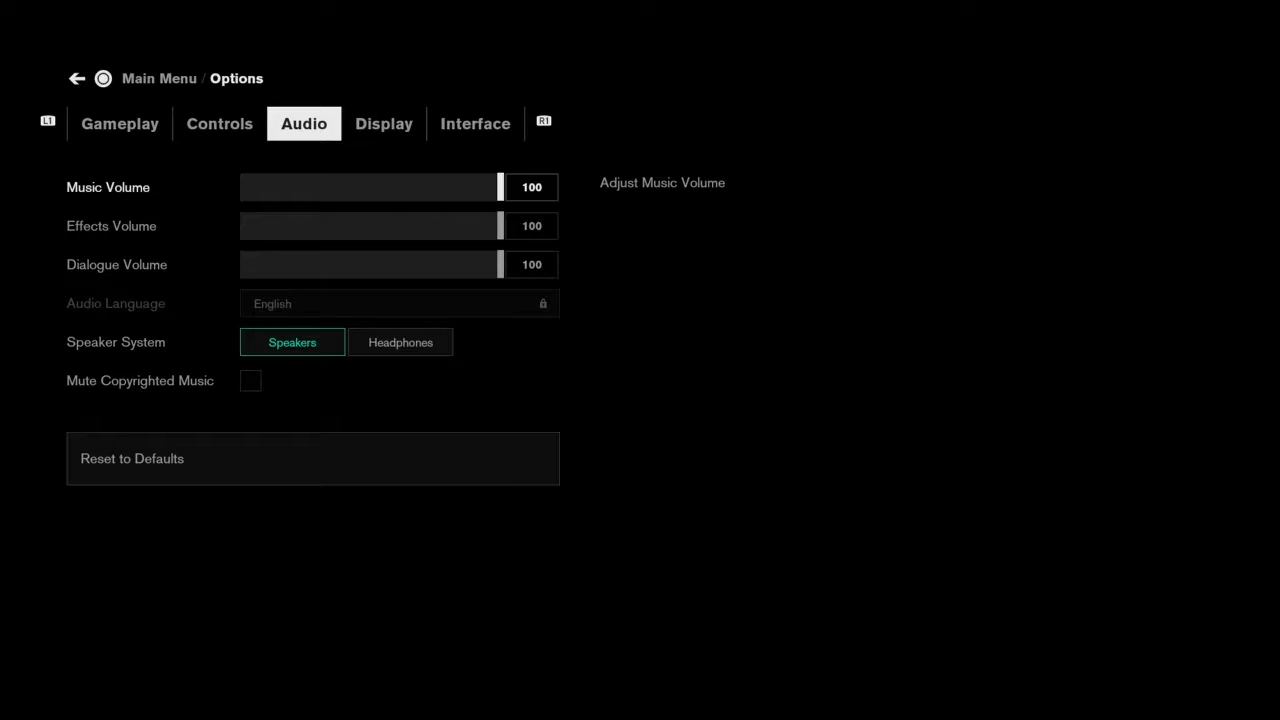 Main Menu / Options
L1 Gameplay Controls Audio Display Interface R1
Music Volume 100 Adjust Music Volume
Effects Volume 100
Dialogue Volume 100
Audio Language English
Speaker System Speakers Headphones
Mute Copyrighted Music
Reset to Defaults